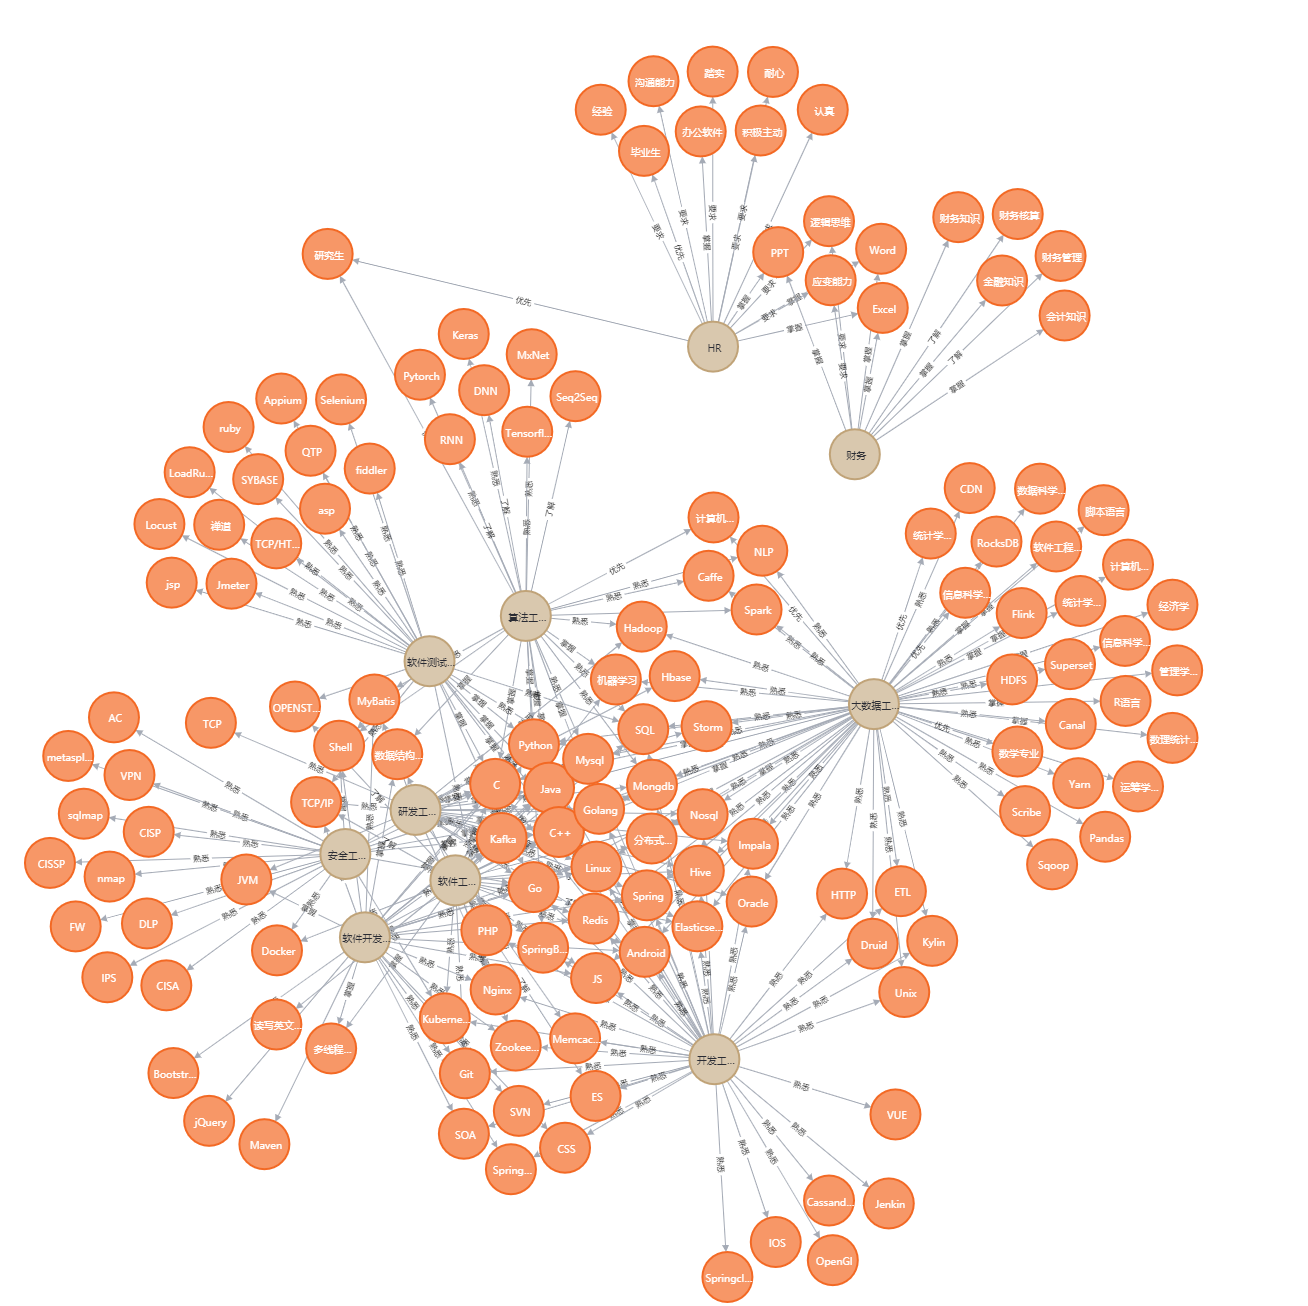 踏实
耐心
沟通能力
经验
认真
办公软件
积极主动
毕业生
逻辑思维
财务知识
财务核算
PPT
Word
财务管理
研究生
应变能力
金融知识
Excel
会计知识
优先
要求
掌握
了解
熟悉
HR
财务
Keras
MxNet
Pytorch
DNN
Seq2Seq
Appium
Selenium
ruby
RNN
Tensorfl...
QTP
LoadRu...
SYBASE
fiddler
Locust
禅道
asp
TCP/HT...
jsp
Jmeter
计算机...
NLP
Caffe
Spark
CDN
数据科学...
脚本语言
统计学...
RocksDB
软件工程...
计算机...
信息科学...
Flink
统计学...
经济学
信息科学...
HDFS
Superset
管理学...
R语言
Canal
数理统计...
数学专业
Yarn
运筹学...
Scribe
Pandas
Sqoop
算法工...
软件测试...
大数据工...
Hadoop
机器学习
Hbase
SQL
Storm
OPENST...
MyBatis
Shell
数据结构...
TCP
AC
metaspl...
VPN
TCP/IP
sqlmap
CISP
CISSP
nmap
JVM
FW
DLP
IPS
CISA
Docker
研发工...
安全工...
软件工...
软件开发...
Python
Mysql
C
Java
Mongdb
Golang
Nosql
Kafka
C++
分布式...
Impala
Linux
Hive
Go
Spring
Oracle
Redis
Elasticse...
PHP
SpringB...
Android
JS
Nginx
HTTP
ETL
Druid
Kylin
Unix
读写英文...
多线程...
Kuberne...
Zookee...
Memcac...
开发工...
Bootstr...
jQuery
Maven
Git
ES
SVN
SOA
CSS
Spring...
VUE
Cassand...
Jenkin
IOS
OpenGl
Springcl...